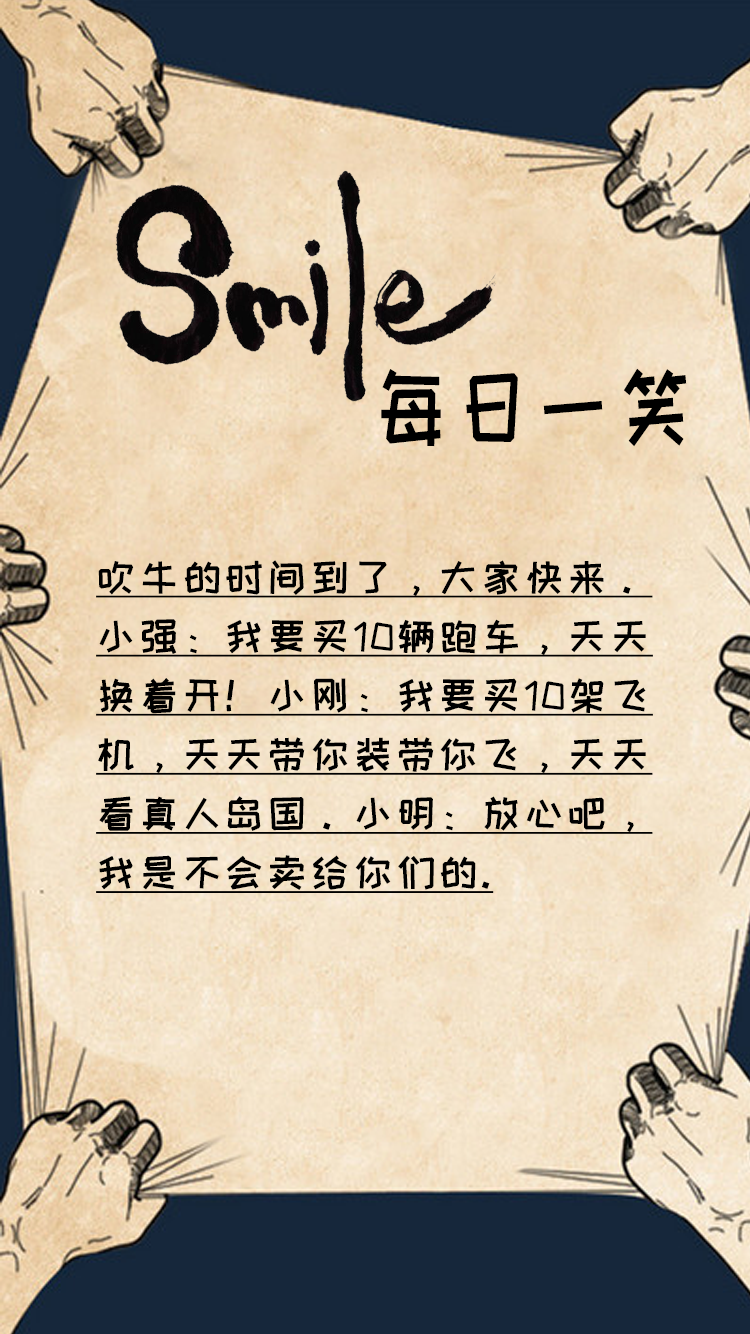 Smile
每日一笑
吹牛的时间到了，大家快来．
小强：我要买10辆跑车，天天
换着开！小刚：我要买10架飞
机，天天带你装带你飞，天天
看真人岛国．小明：放心吧，
我是不会卖给你们的.